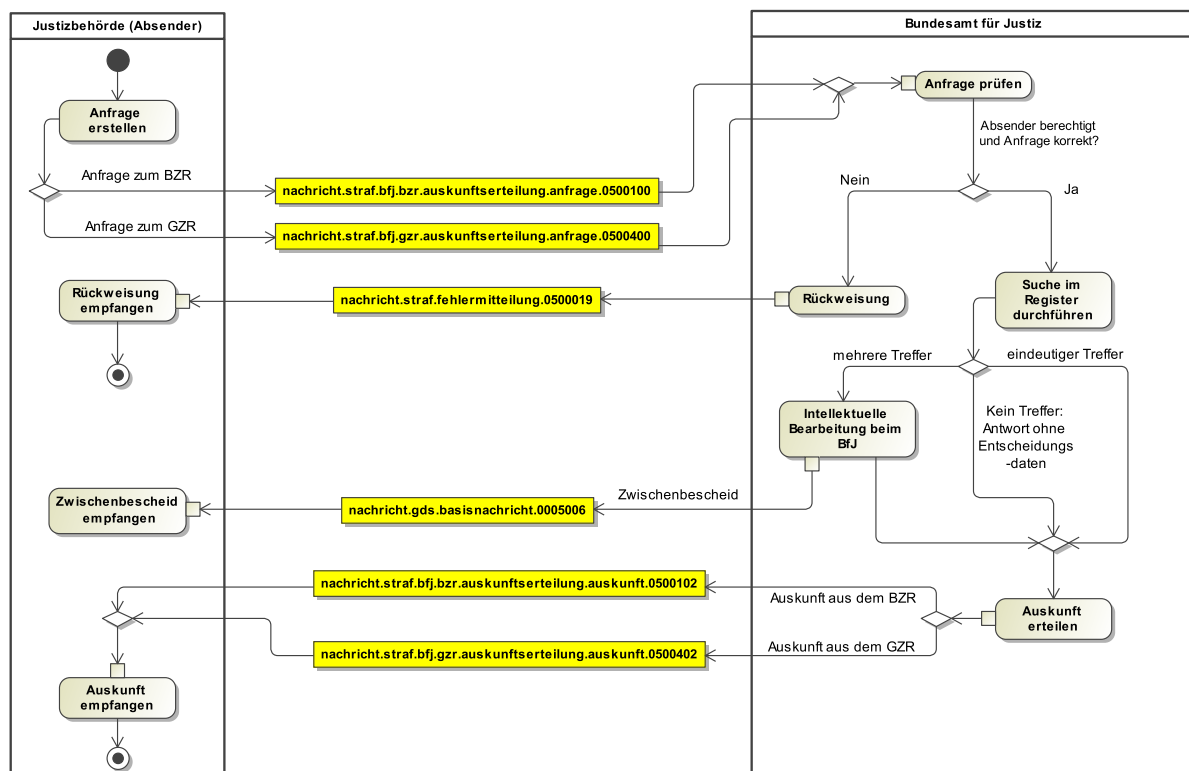 Justizbehörde (Absender)
Bundesamt für Justiz
Anfrage
erstellen
Anfrage prüfen
Absender berechtigt
und Anfrage korrekt?
Anfrage zum BZR
nachricht.straf.bfj.bzr.auskunftserteilung.anfrage.0500100
Nein
Ja
Anfrage zum GZR
nachricht.straf.bfj.gzr.auskunftserteilung.anfrage.0500400
Rückweisung
empfangen
nachricht.straf.fehlermitteilung.0500019
Rückweisung
Suche im
Register
durchführen
mehrere Treffer
eindeutiger Treffer
Intellektuelle
Bearbeitung beim
BfJ
Kein Treffer:
Antwort ohne
Entscheidungs
-daten
Zwischenbescheid
empfangen
nachricht.gds.basisnachricht.0005006
Zwischenbescheid
nachricht.straf.bfj.bzr.auskunftserteilung.auskunft.0500102
Auskunft aus dem BZR
Auskunft
erteilen
nachricht.straf.bfj.gzr.auskunftserteilung.auskunft.0500402
Auskunft aus dem GZR
Auskunft
empfangen